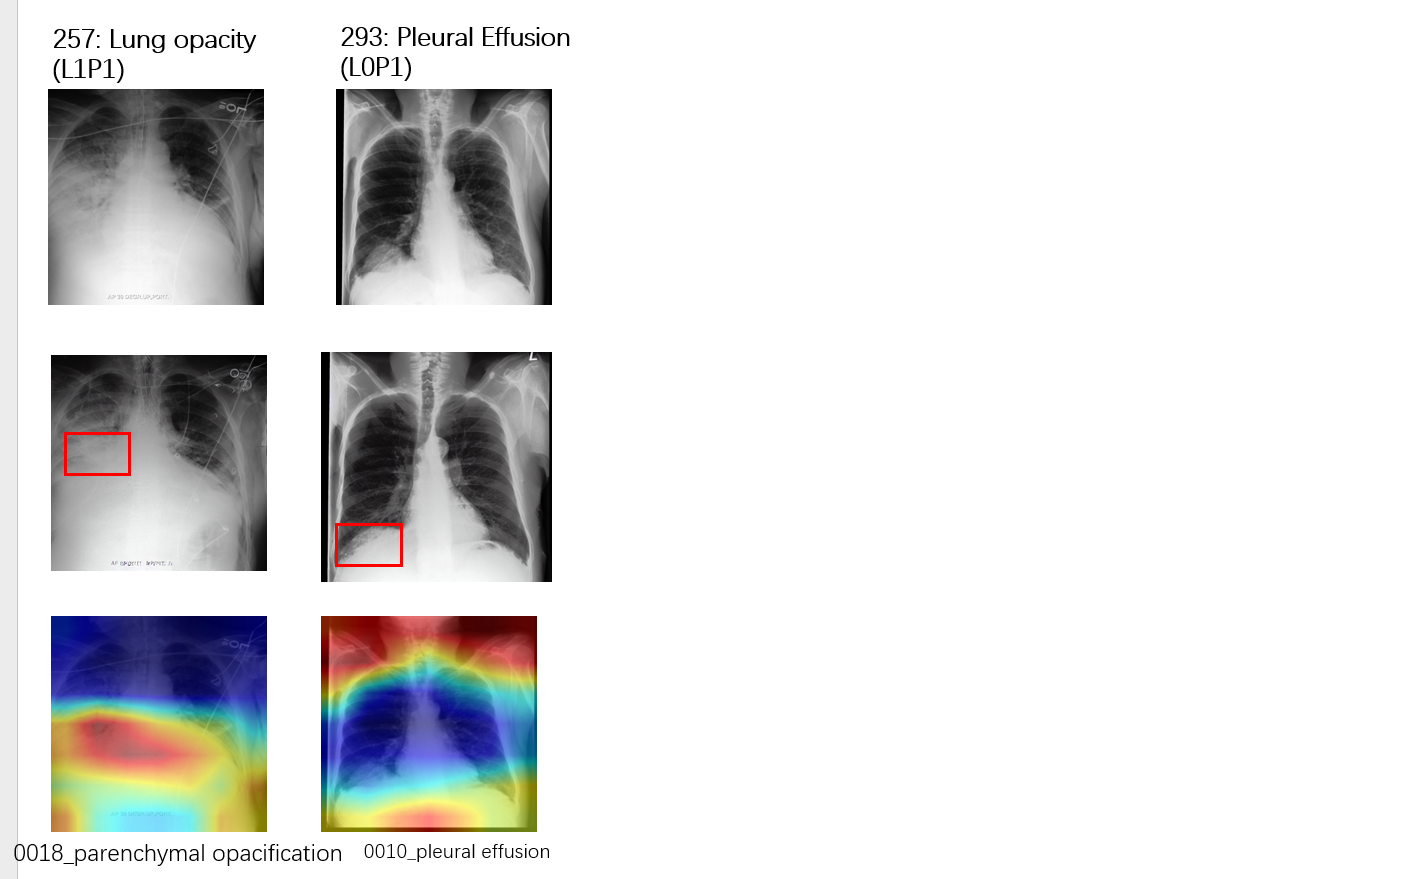 257: Lung opacity
(L1P1)
293: Pleural Effusion
(L0P1)
L
0018_parenchymal opacification
0010_pleural effusion